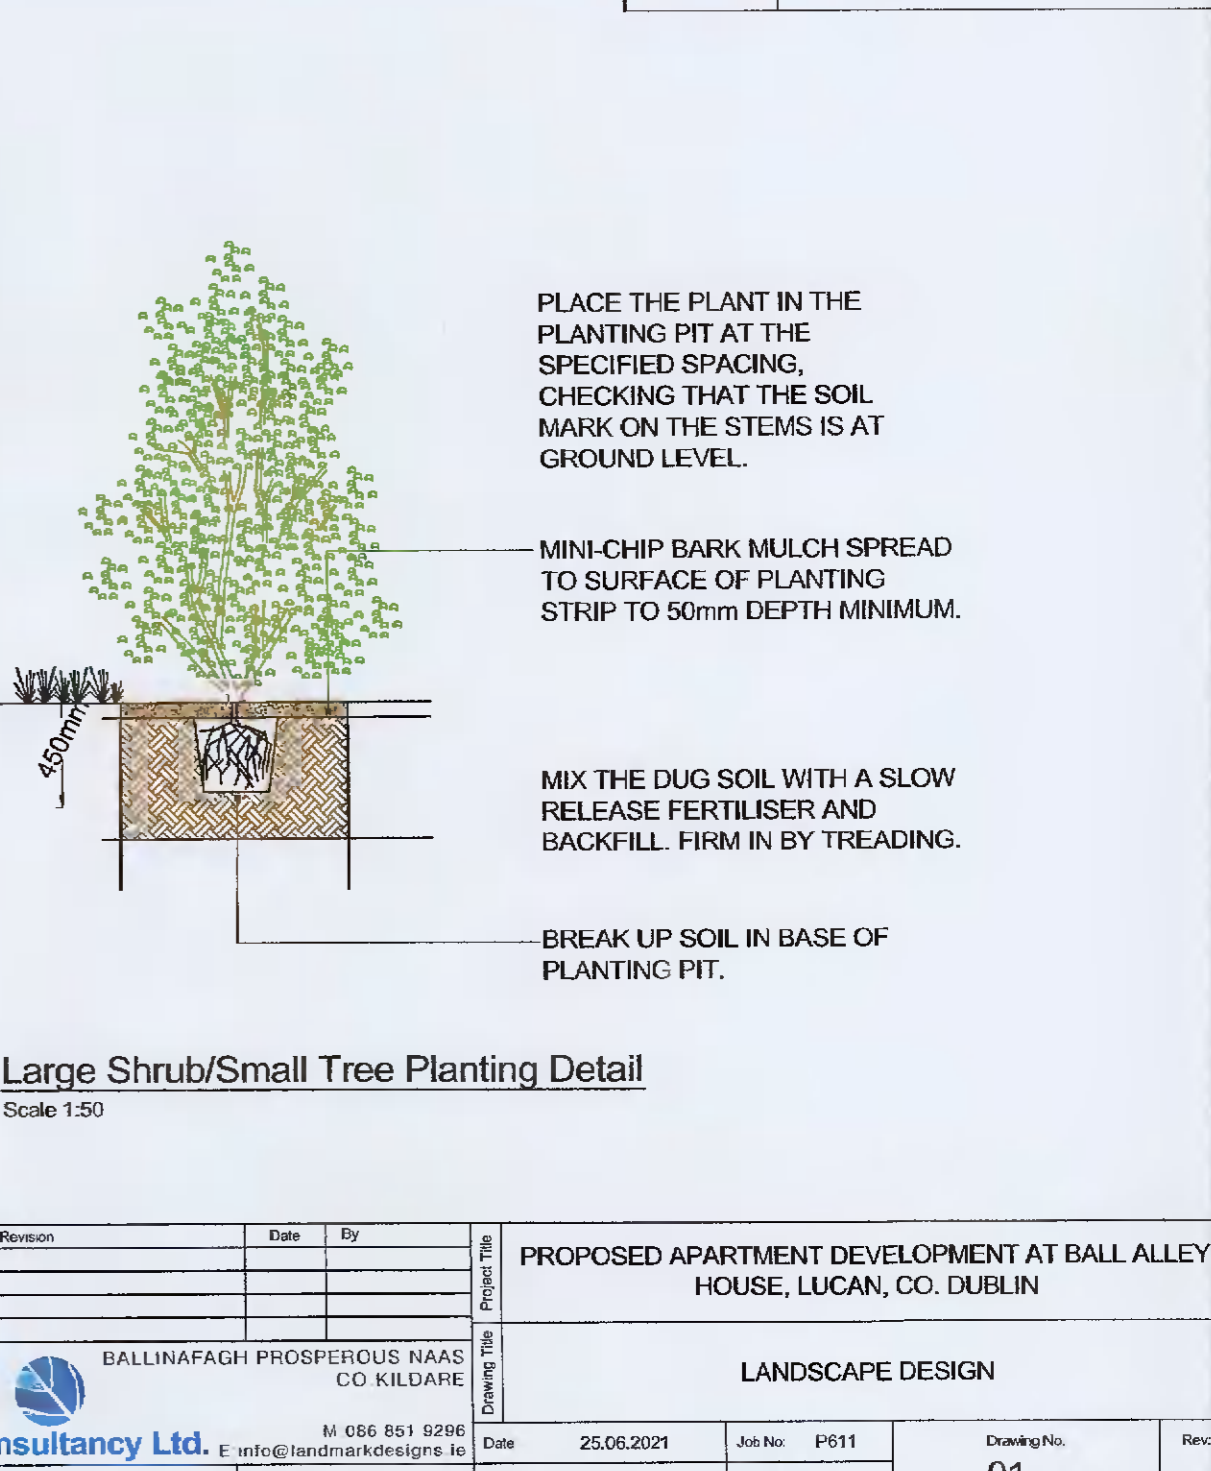 PLACE THE PLANT IN THE
PLANTING PIT AT THE
SPECIFIED SPACING,
CHECKING THAT THE SOIL
MARK ON THE STEMS IS AT
GROUND LEVEL.
MINI-CHIP BARK MULCH SPREAD
TO SURFACE OF PLANTING
STRIP TO 50mm DEPTH MINIMUM.
450mm
MIX THE DUG SOIL WITH A SLOW
RELEASE FERTILISER AND
BACKFILL. FIRM IN BY TREADING.
BREAK UP SOIL IN BASE OF
PLANTING PIT.
Large Shrub/Small Tree Planting Detail
Scale 1:50
Revision Date By
Project Title
PROPOSED APARTMENT DEVELOPMENT AT BALL ALLEY
HOUSE, LUCAN, CO. DUBLIN
BALLINAFAGH PROSPEROUS NAAS
CO.KILDARE
Drawing Title
LANDSCAPE DESIGN
M 086 851 9296
nsultancy Ltd. E info@landmarkdesigns.ie
Date 25.06.2021 Job No: P611 Drawing No. Rev:
01